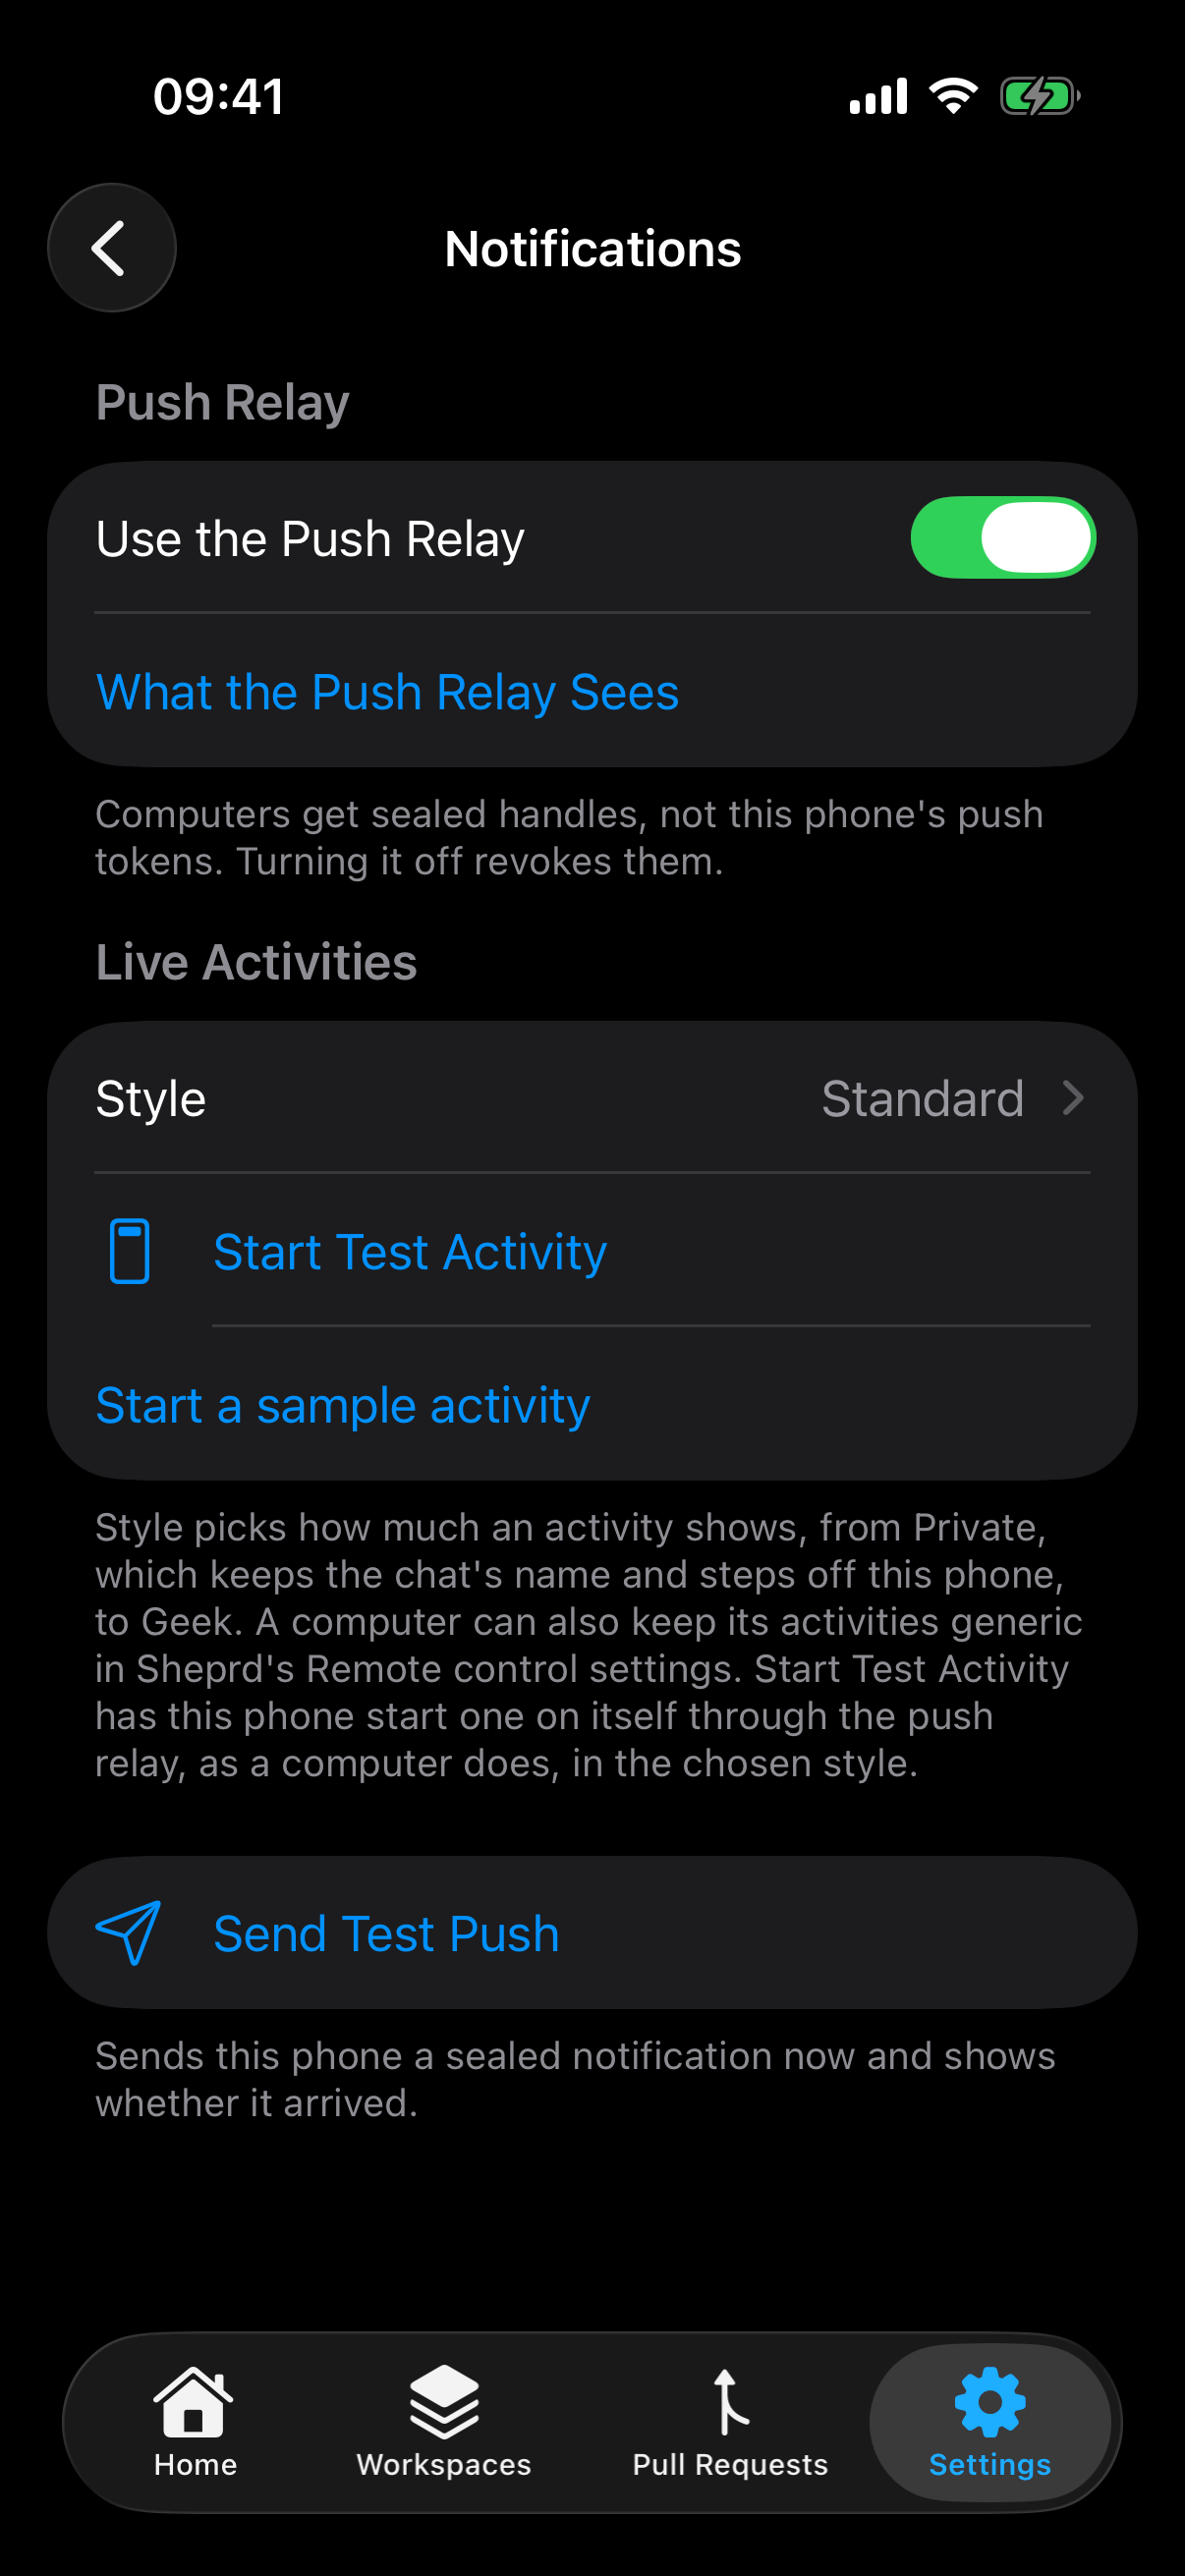 09:41
Notifications
Push Relay
Use the Push Relay
What the Push Relay Sees
Computers get sealed handles, not this phone's push
tokens. Turning it off revokes them.
Live Activities
Style Standard
Start Test Activity
Start a sample activity
Style picks how much an activity shows, from Private,
which keeps the chat's name and steps off this phone,
to Geek. A computer can also keep its activities generic
in Sheprd's Remote control settings. Start Test Activity
has this phone start one on itself through the push
relay, as a computer does, in the chosen style.
Send Test Push
Sends this phone a sealed notification now and shows
whether it arrived.
Home Workspaces Pull Requests Settings